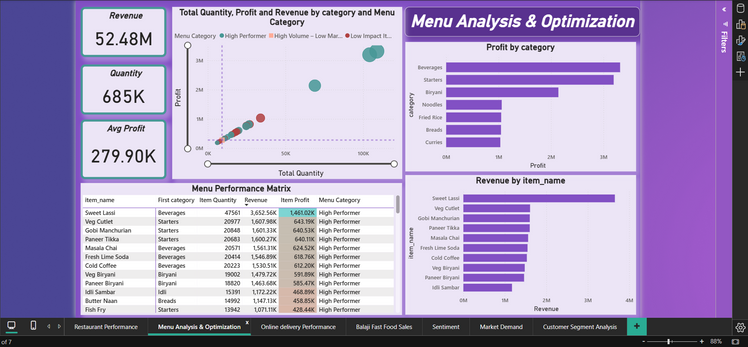 Revenue
52.48M
Quantity
685K
Avg Profit
279.90K
Total Quantity, Profit and Revenue by category and Menu
Category
Menu Category High Performer High Volume – Low Mar... Low Impact It...
Profit
3M
2M
1M
0M
0K 50K 100K
Total Quantity
Menu Analysis & Optimization
Profit by category
category
Beverages
Starters
Biryani
Noodles
Fried Rice
Breads
Curries
0M 1M 2M 3M
Profit
Menu Performance Matrix
item_name First category Item Quantity Revenue Item Profit Menu Category
Sweet Lassi Beverages 47561 3,652.56K 1,461.02K High Performer
Veg Cutlet Starters 20977 1,607.98K 643.19K High Performer
Gobi Manchurian Starters 20848 1,601.33K 640.53K High Performer
Paneer Tikka Starters 20683 1,600.27K 640.11K High Performer
Masala Chai Beverages 20571 1,561.31K 624.52K High Performer
Fresh Lime Soda Beverages 20414 1,546.89K 618.76K High Performer
Cold Coffee Beverages 20223 1,530.51K 612.20K High Performer
Veg Biryani Biryani 19002 1,479.72K 591.89K High Performer
Paneer Biryani Biryani 18820 1,463.68K 585.47K High Performer
Idli Sambar Idli 15391 1,172.22K 468.89K High Performer
Butter Naan Breads 14992 1,147.13K 458.85K High Performer
Fish Fry Starters 13942 1,071.11K 428.44K High Performer
Revenue by item_name
item_name
Sweet Lassi
Veg Cutlet
Gobi Manchurian
Paneer Tikka
Masala Chai
Fresh Lime Soda
Cold Coffee
Veg Biryani
Paneer Biryani
Idli Sambar
0M 1M 2M 3M 4M
Revenue
Filters
Restaurant Performance Menu Analysis & Optimization x Online delivery Performance Balaji Fast Food Sales Sentiment Market Demand Customer Segment Analysis +
of 7
- + 88%